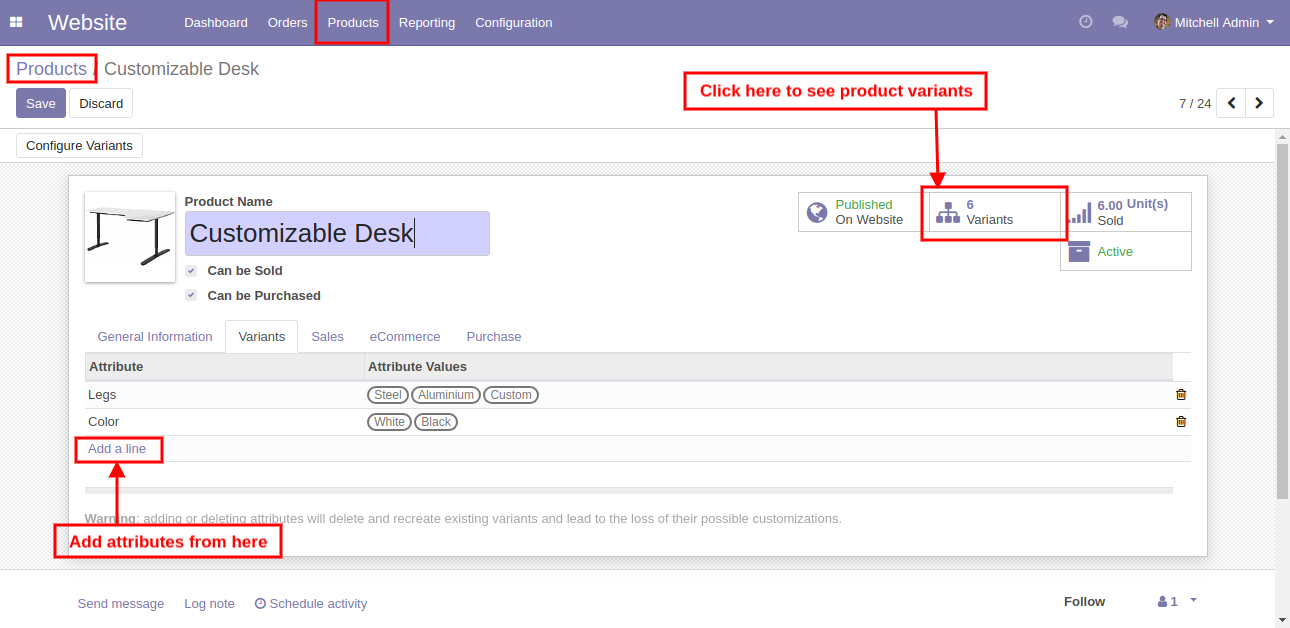 Website Dashboard Orders Products Reporting Configuration Mitchell Admin
Products / Customizable Desk
Click here to see product variants
Save Discard 7 / 24
Configure Variants
Product Name
Customizable Desk
Published
On Website
6
Variants
6.00 Unit(s)
Sold
Active
Can be Sold
Can be Purchased
General Information Variants Sales eCommerce Purchase
Attribute Attribute Values
Legs Steel Aluminium Custom
Color White Black
Add a line
Warning: adding or deleting attributes will delete and recreate existing variants and lead to the loss of their possible customizations.
Add attributes from here
Send message Log note Schedule activity Follow 1